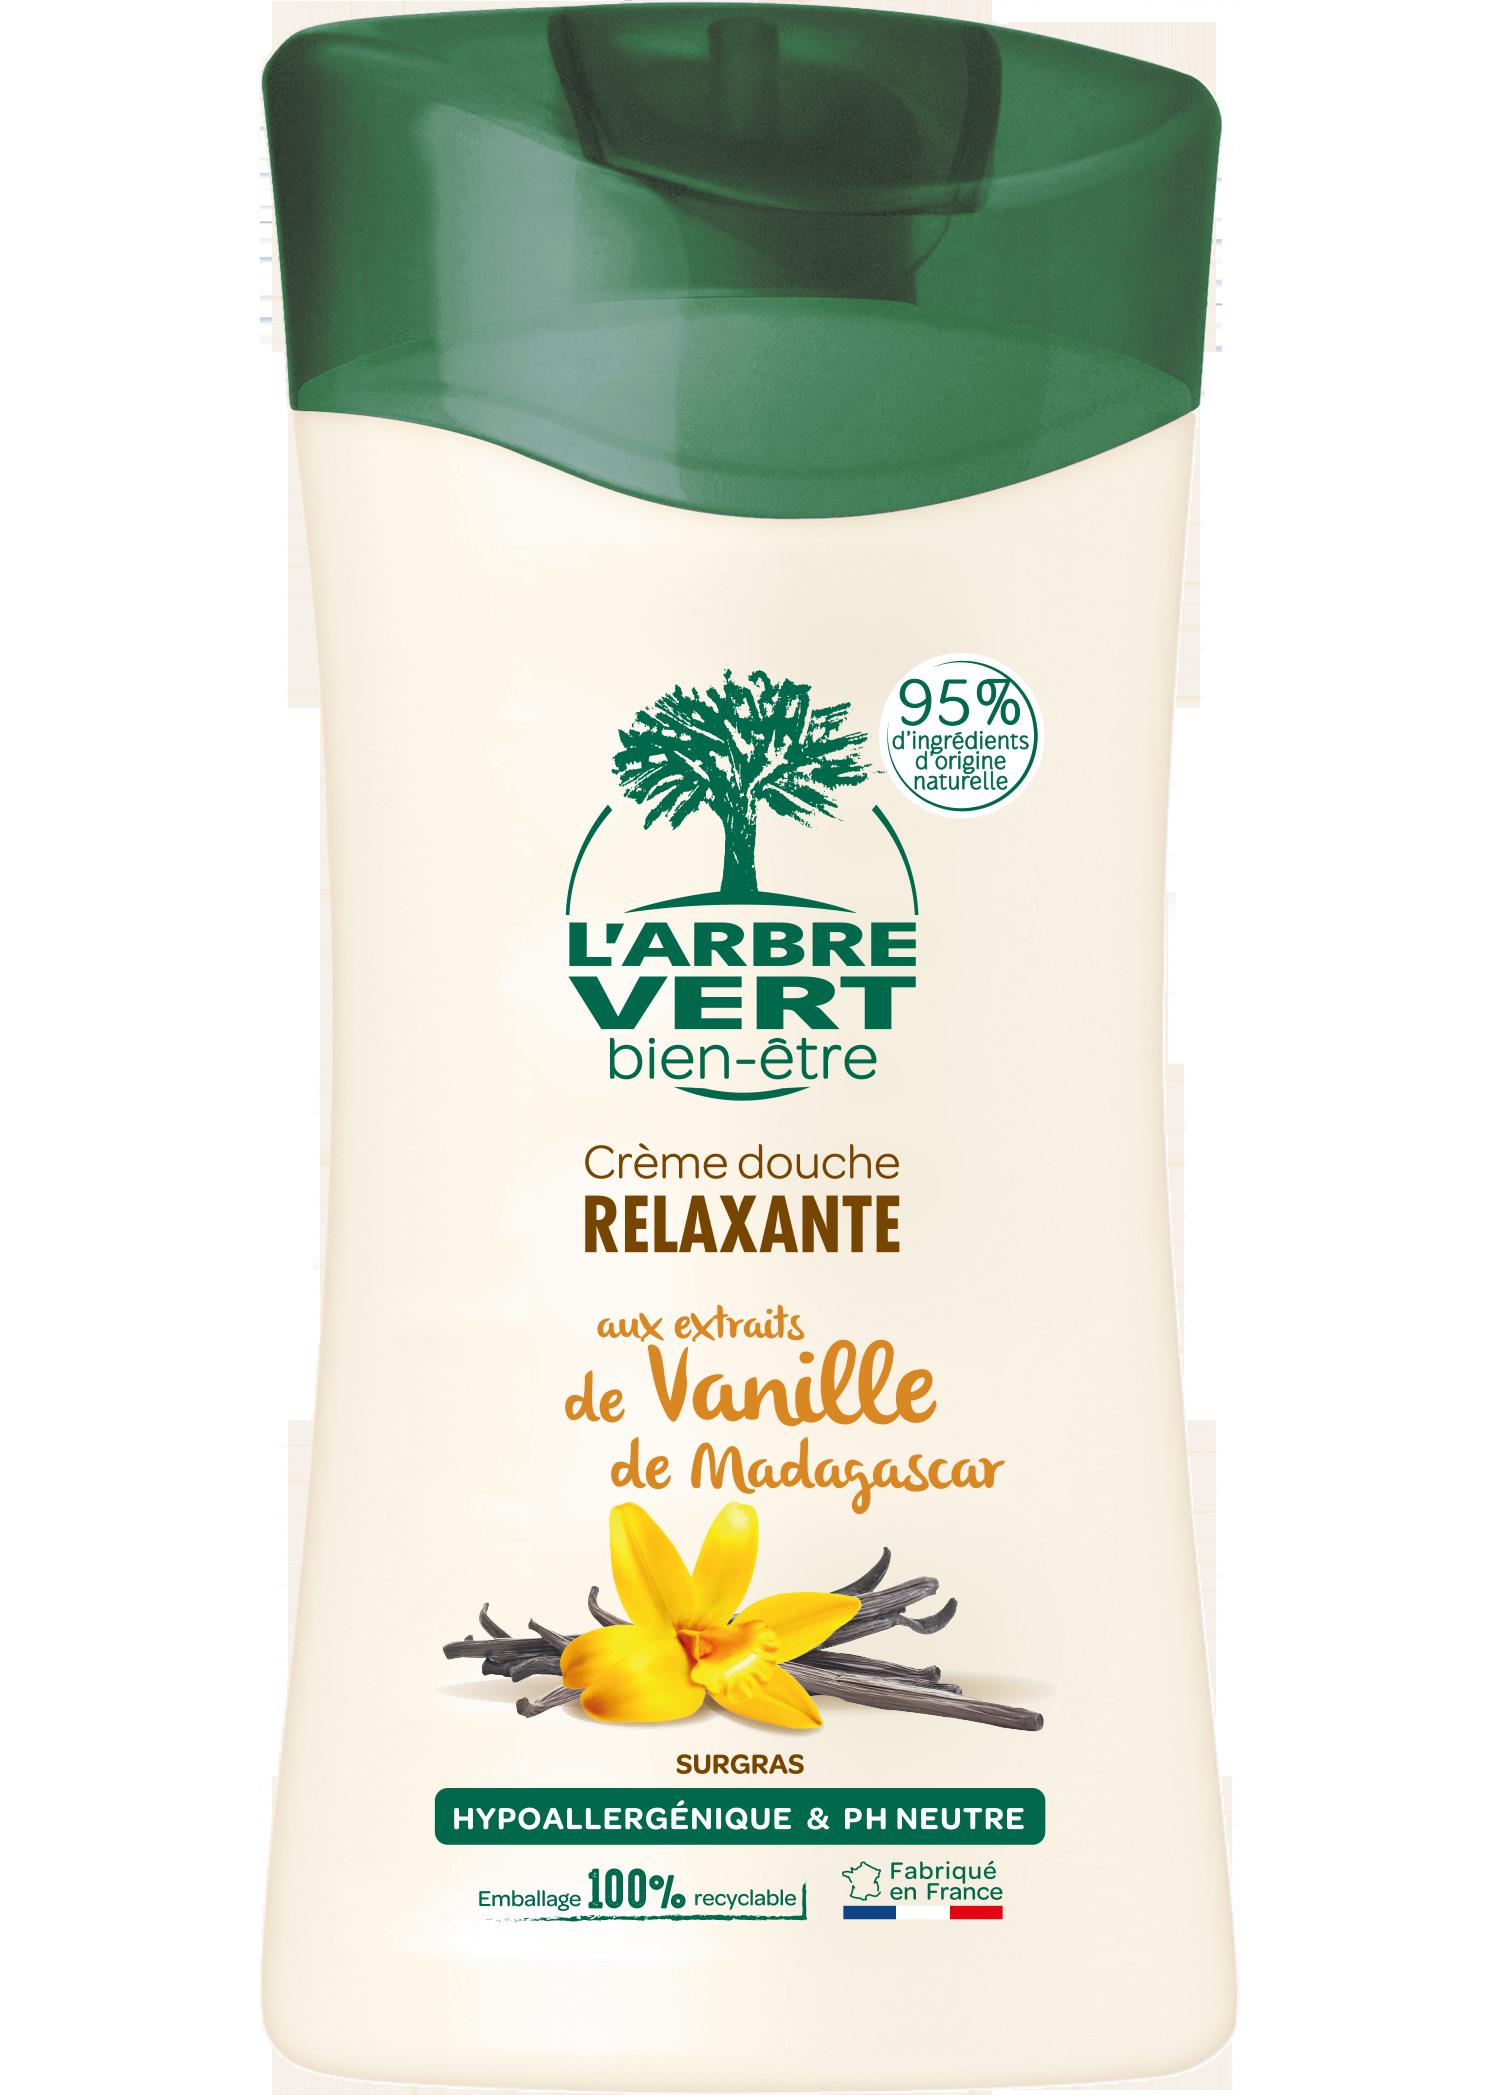 95%
d'ingrédients
d'origine
naturelle
L'ARBRE
VERT
bien-être
Crème douche
RELAXANTE
aux extraits
de Vanille
de Madagascar
SURGRAS
HYPOALLERGÉNIQUE & PH NEUTRE
Emballage 100% recyclable
Fabriqué
en France